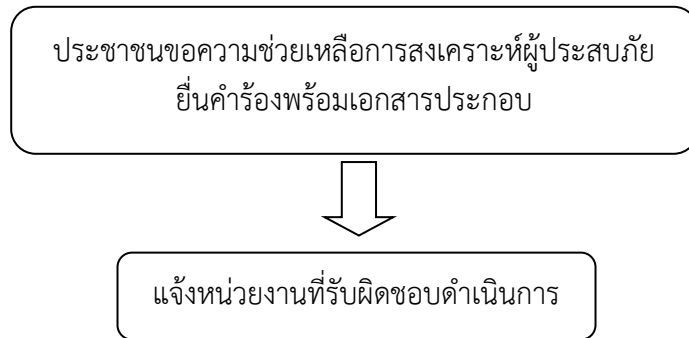 ประชาชนขอความช่วยเหลือการสงเคราะห์ผู้ประสบภัย
ยื่นคำร้องพร้อมเอกสารประกอบ
แจ้งหน่วยงานที่รับผิดชอบดำเนินการ